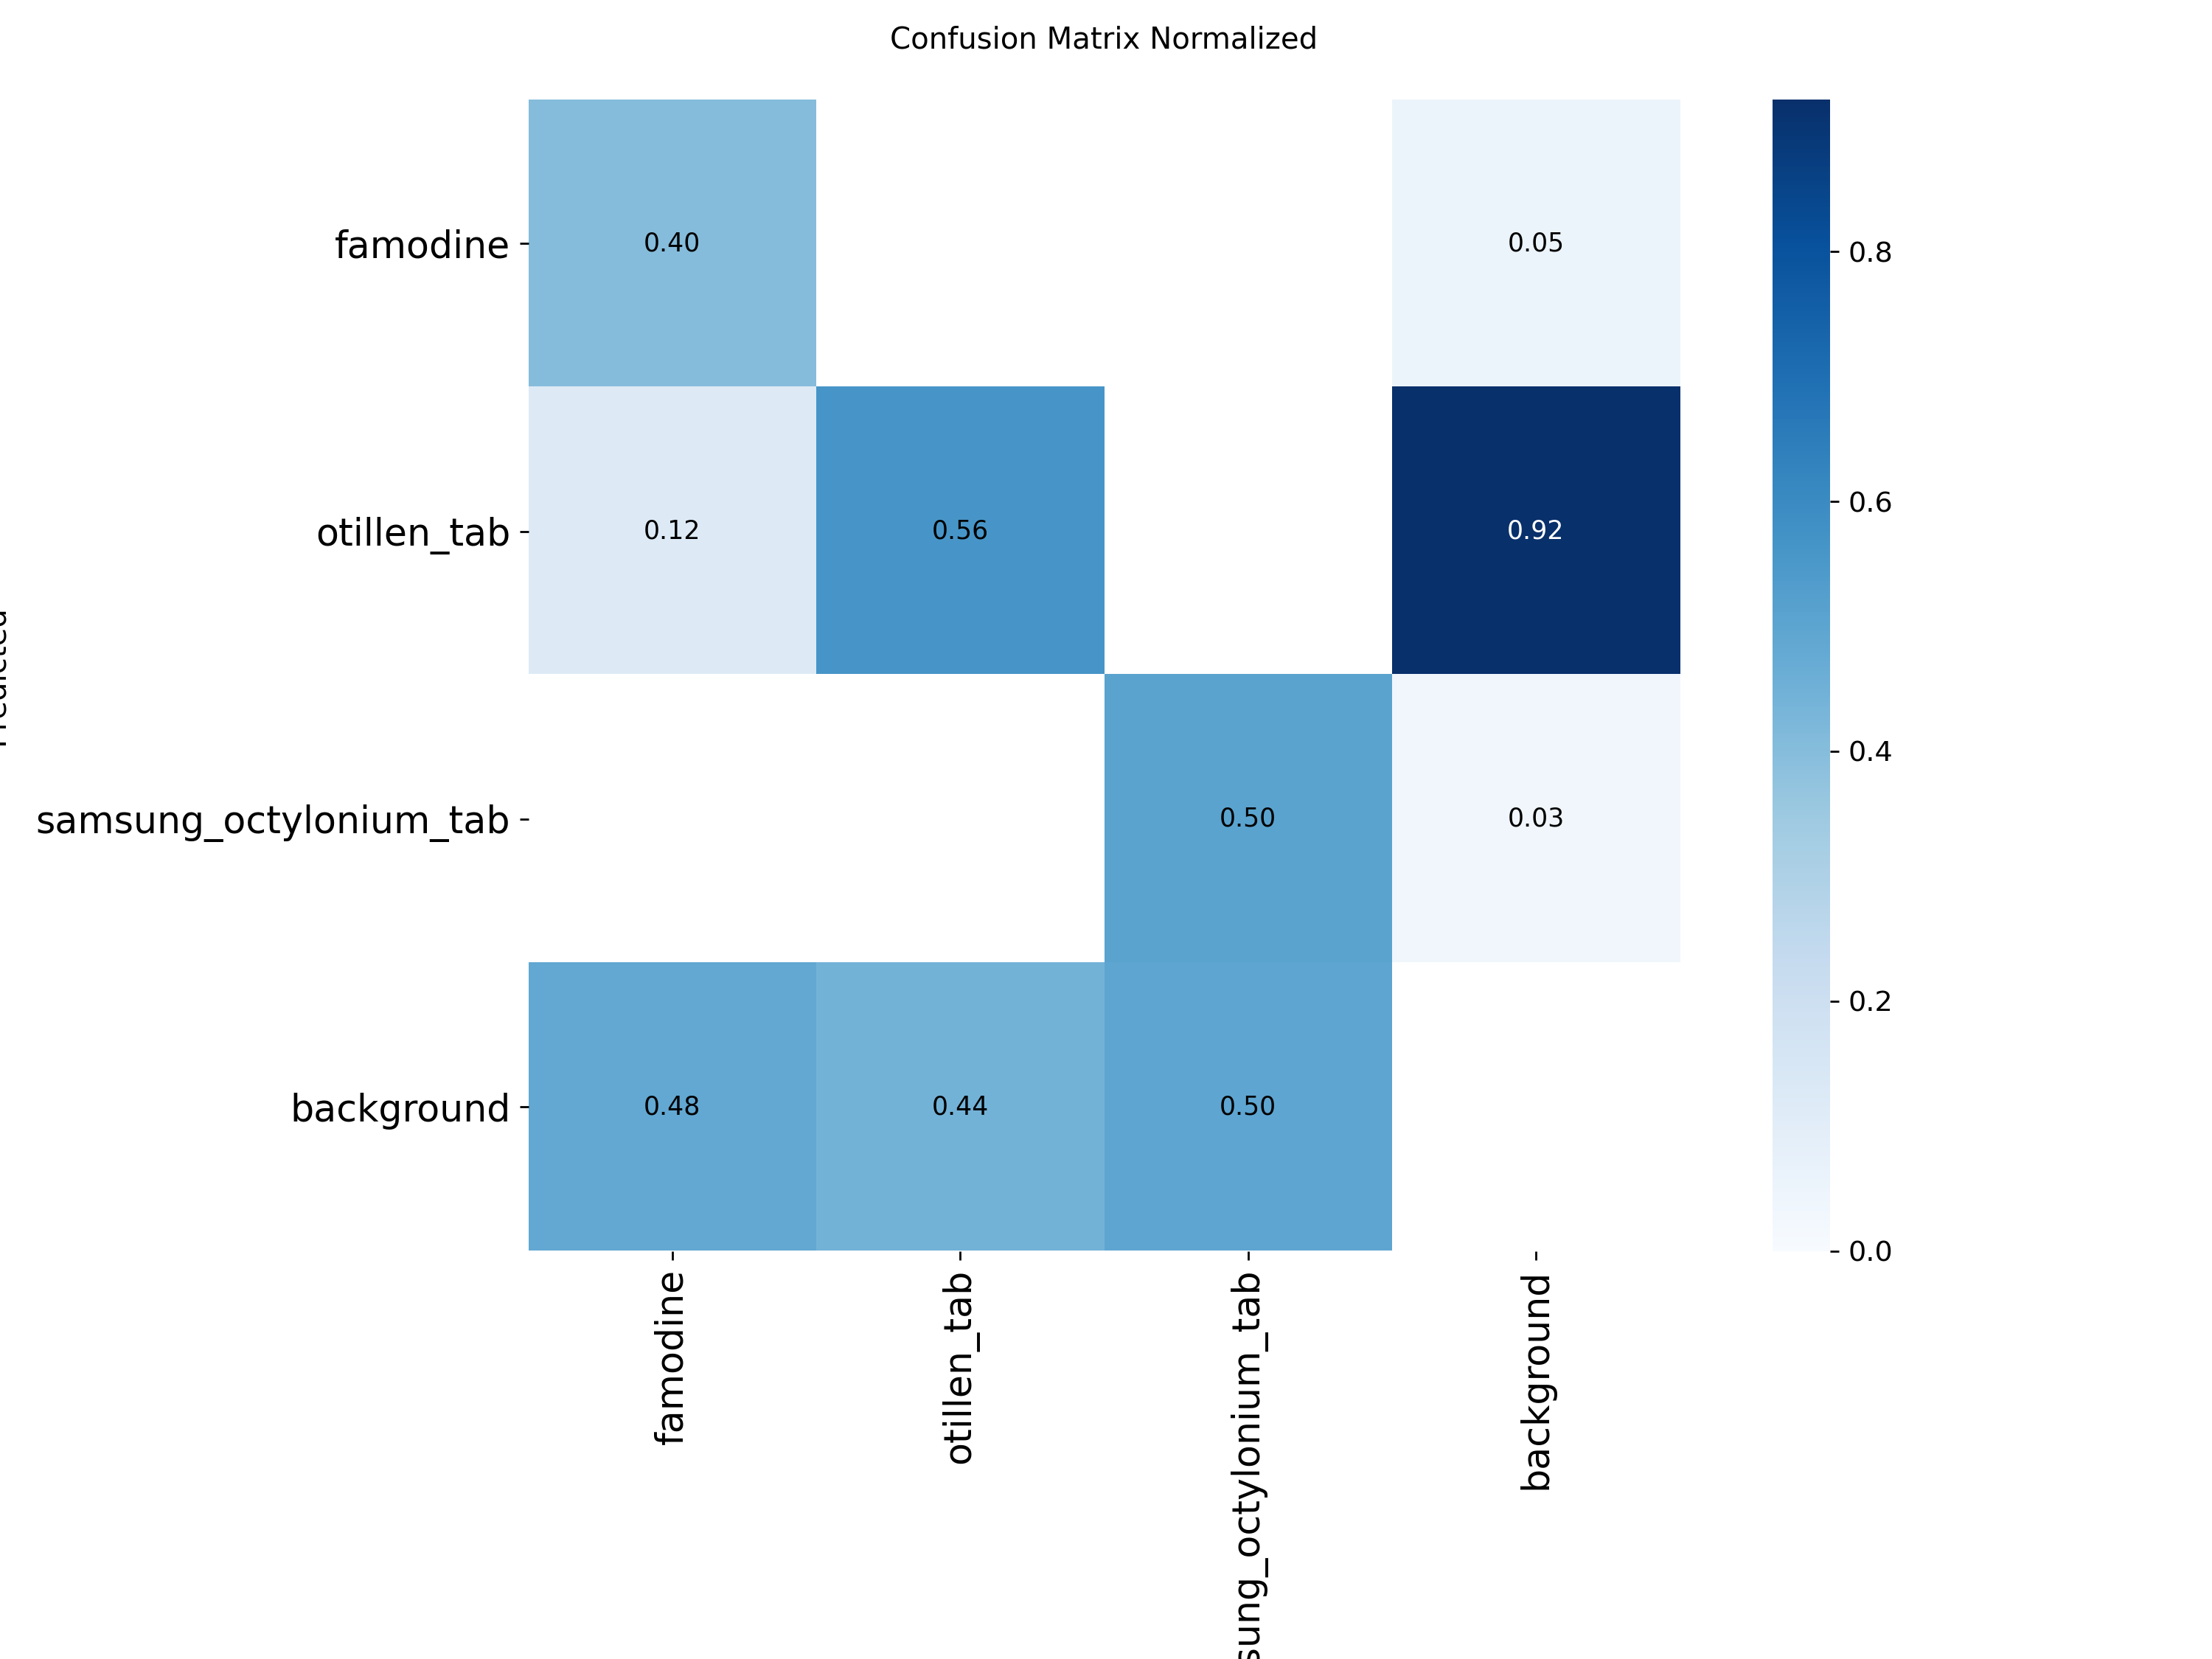 Confusion Matrix Normalized
famodine
0.40
0.05
0.8
otillen_tab
0.12
0.56
0.92
0.6
samsung_octylonium_tab
0.50
0.03
0.4
background
0.48
0.44
0.50
0.2
0.0
famodine
otillen_tab
sung_octylonium_tab
background